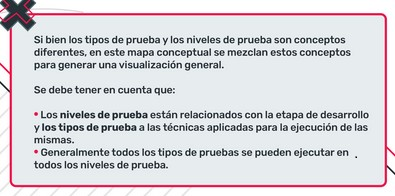 Si bien los tipos de prueba y los niveles de prueba son conceptos
diferentes, en este mapa conceptual se mezclan estos conceptos
para generar una visualización general.
Se debe tener en cuenta que:
• Los niveles de prueba están relacionados con la etapa de desarrollo
y los tipos de prueba a las técnicas aplicadas para la ejecución de las
mismas.
• Generalmente todos los tipos de pruebas se pueden ejecutar en .
todos los niveles de prueba.